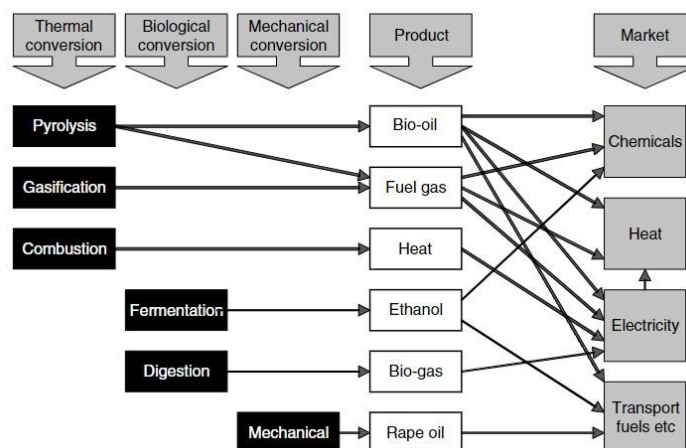 Thermal
conversion
Biological
conversion
Mechanical
conversion
Product
Market
Pyrolysis
Bio-oil
Chemicals
Gasification
Fuel gas
Combustion
Heat
Heat
Fermentation
Ethanol
Electricity
Digestion
Bio-gas
Mechanical
Rape oil
Transport
fuels etc